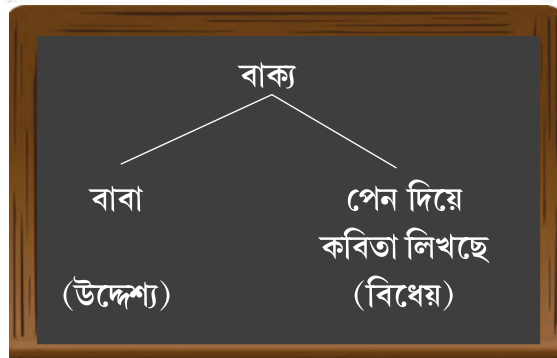 বাক্য
বাবা
পেন দিয়ে
কবিতা লিখছে
(উদ্দেশ্য)
(বিধেয়)